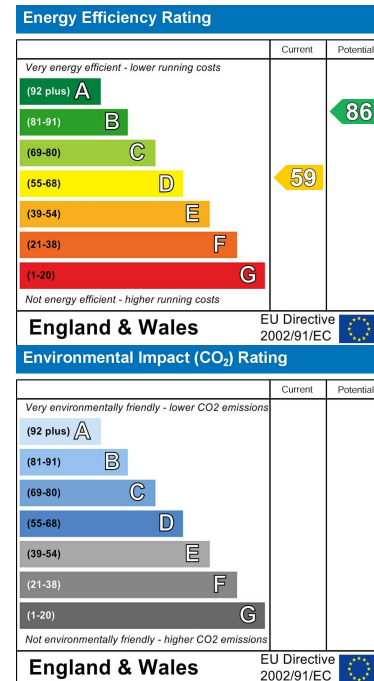 Energy Efficiency Rating
Current Potential
Very energy efficient - lower running costs
(92 plus) A
(81-91) B
(69-80) C
(55-68) D
(39-54) E
(21-38) F
(1-20) G
59
86
Not energy efficient - higher running costs
England & Wales
EU Directive
2002/91/EC
Environmental Impact (CO₂) Rating
Current Potential
Very environmentally friendly - lower CO2 emissions
(92 plus) A
(81-91) B
(69-80) C
(55-68) D
(39-54) E
(21-38) F
(1-20) G
Not environmentally friendly - higher CO2 emissions
England & Wales
EU Directive
2002/91/EC